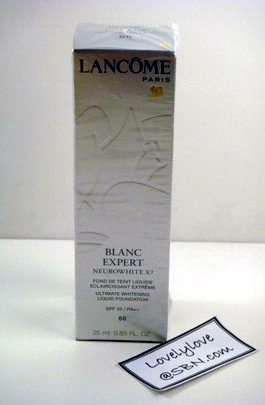 LANCÔME
PARIS
BLANC
EXPERT
NEUROWHITE X³
FOND DE TEINT LIQUIDE
ÉCLAIRCISSANT EXTRÊME
ULTIMATE WHITENING
LIQUID FOUNDATION
SPF 25 / PA++
60
25 ml 0.85 FL. OZ.
Lovelylove
@SBN.com